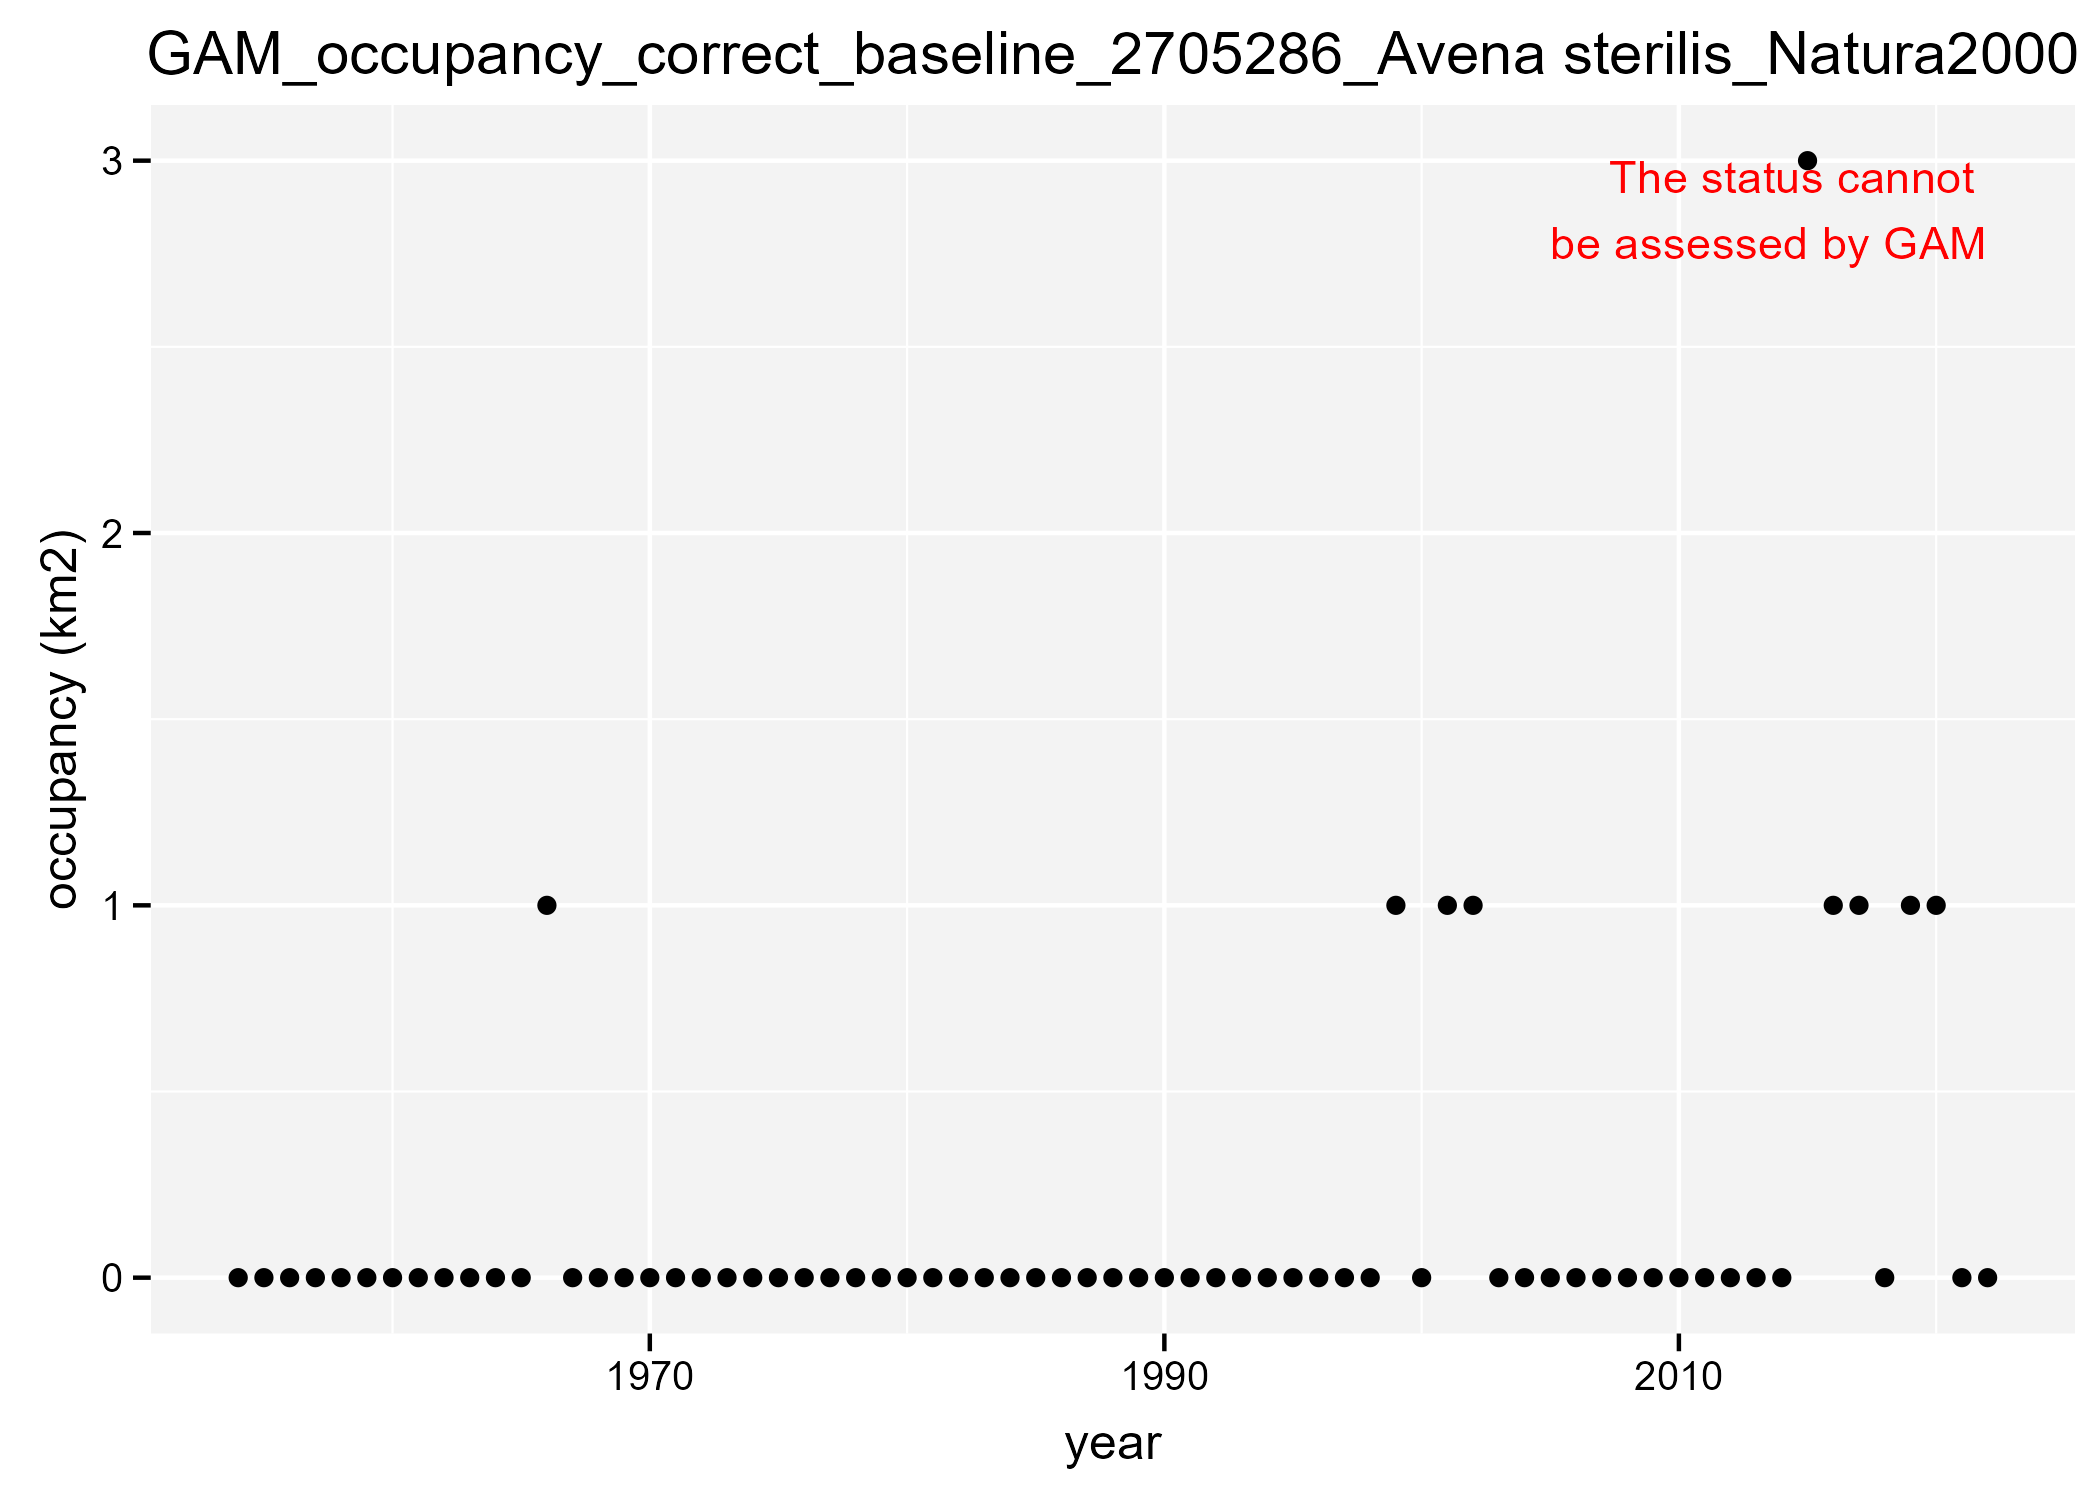 GAM_occupancy_correct_baseline_2705286_Avena sterilis_Natura2000
3
The status cannot
be assessed by GAM
2
occupancy (km2)
1
0
1970 1990 2010
year